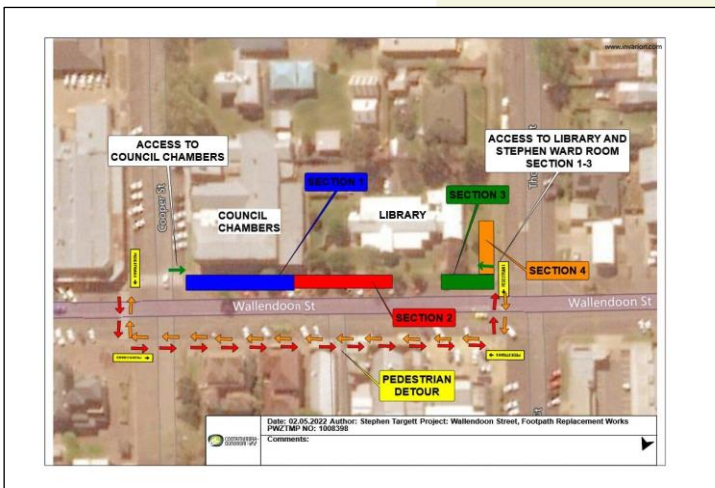 www.invarion.com
ACCESS TO
COUNCIL CHAMBERS
ACCESS TO LIBRARY AND
STEPHEN WARD ROOM
SECTION 1-3
Cooper St
SECTION 1
SECTION 3
COUNCIL
CHAMBERS
LIBRARY
SECTION 4
Wallendoon St
Wallendoon St
SECTION 2
PEDESTRIAN
DETOUR
Date: 02.05.2022 Author: Stephen Targett Project: Wallendoon Street, Footpath Replacement Works
PWZTMP NO: 1008398
Comments: